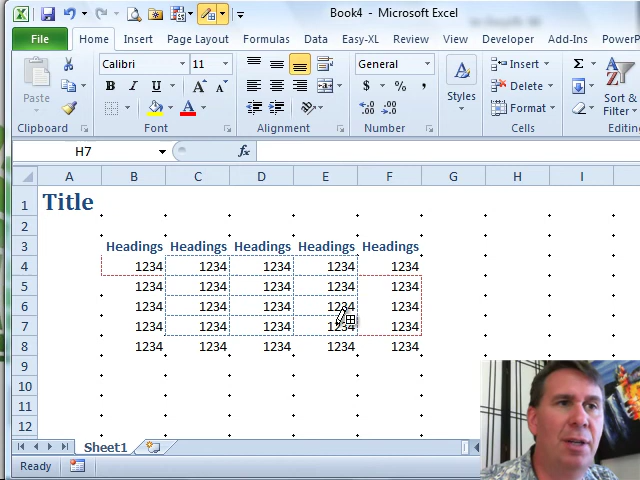 Book4 - Microsoft Excel
File Home Insert Page Layout Formulas Data Easy-XL Review View Developer Add-Ins PowerP
Paste
Calibri 11
B I U
A A
Clipboard
Font
Alignment
General
$ % ,
Number
A
Styles
Insert
Delete
Format
Cells
Σ
Sort &
Filter
Editing
H7
fx
A B C D E F G H I
1 Title
2
3 Headings Headings Headings Headings Headings
4 1234 1234 1234 1234 1234
5 1234 1234 1234 1234 1234
6 1234 1234 1234 1234 1234
7 1234 1234 1234 1234 1234
8 1234 1234 1234 1234 1234
9
10
11
12
Sheet1
Ready